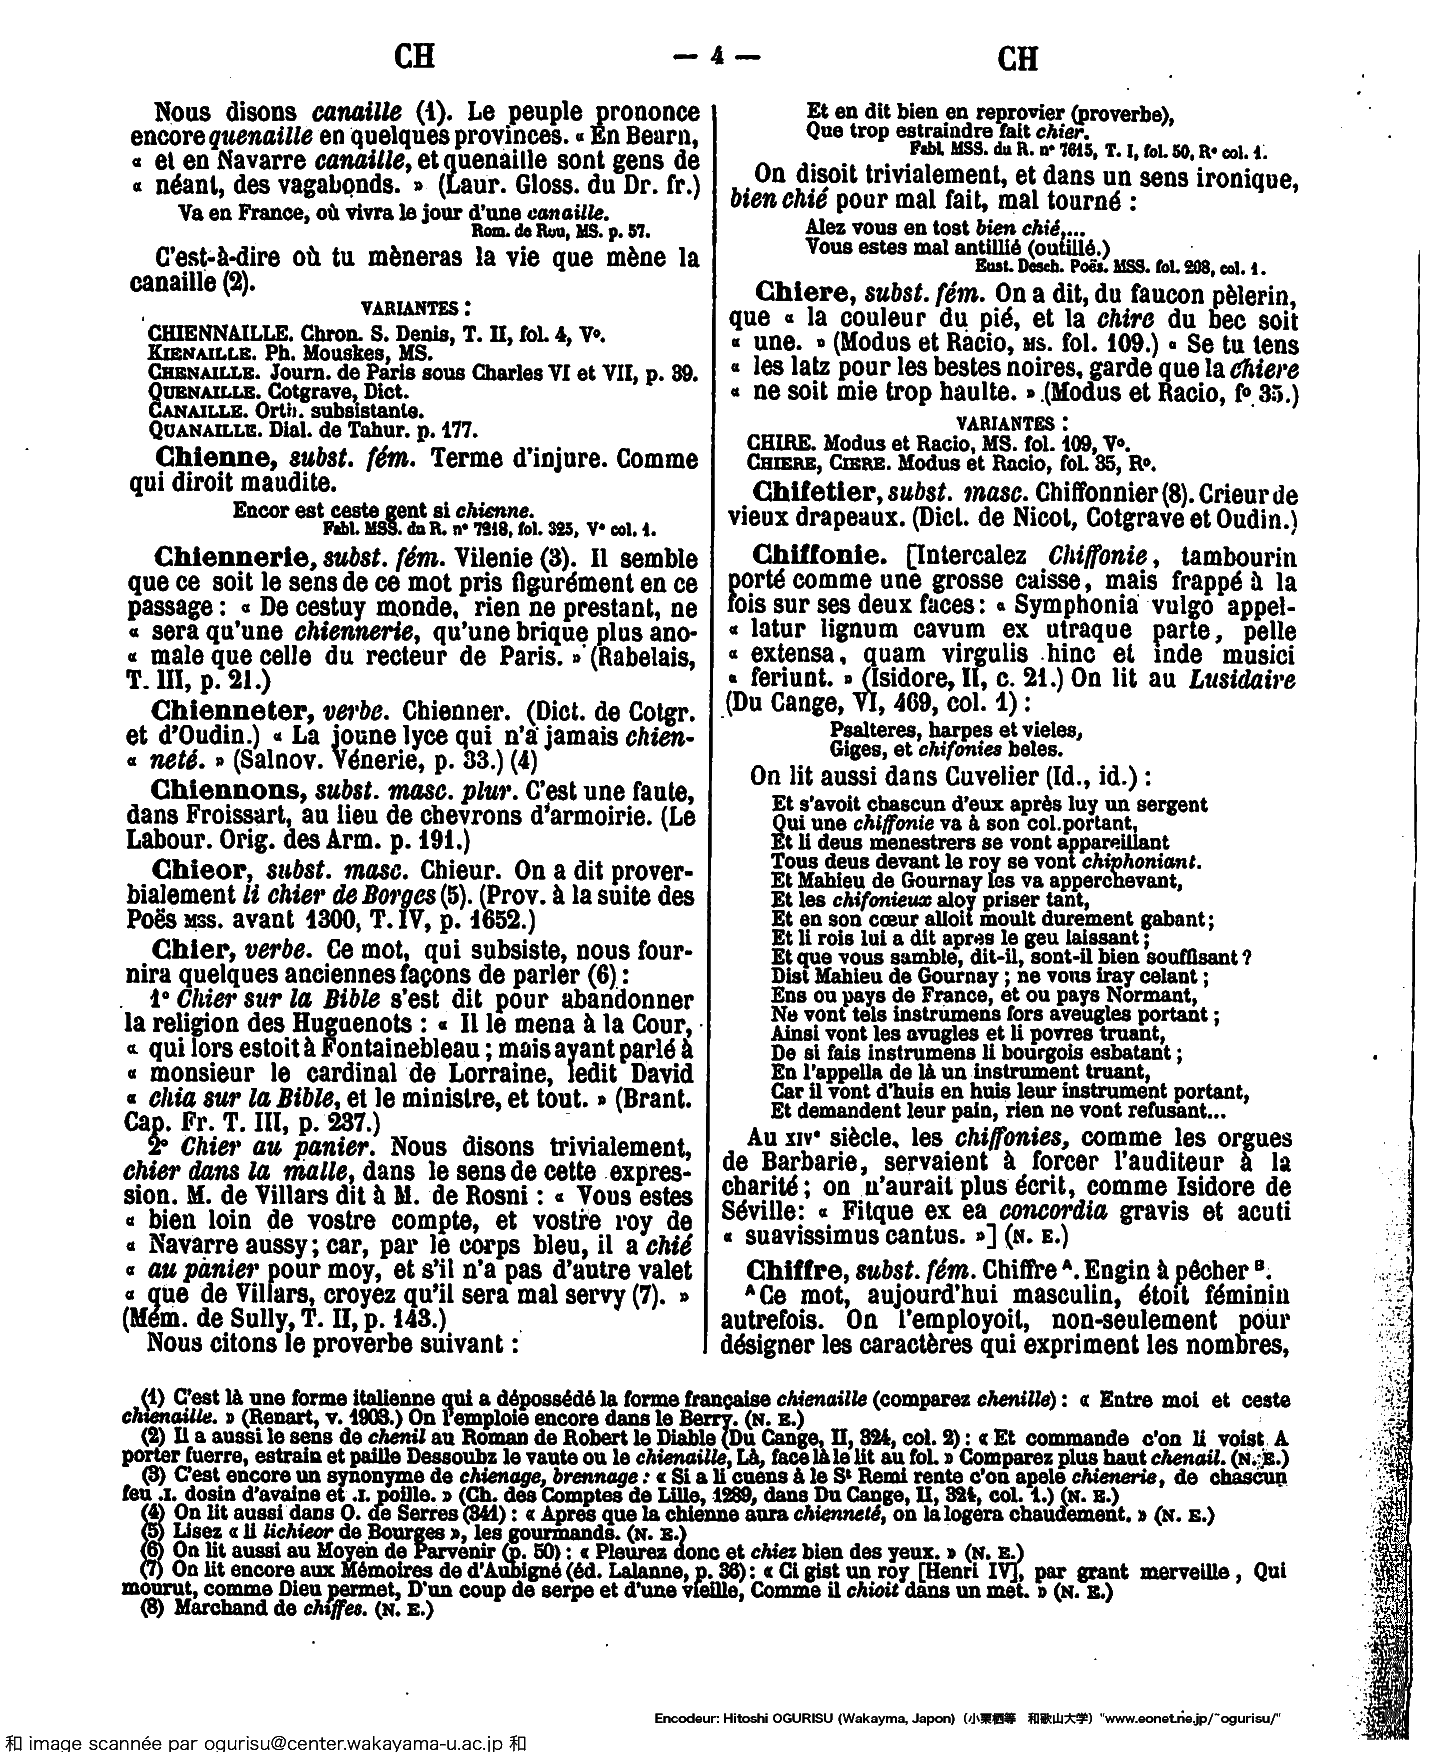 CH — 4 — CH
Nous disons canaille (1). Le peuple prononce
encore quenaille en quelques provinces. « En Bearn,
« et en Navarre canaille, et quenaille sont gens de
« néant, des vagabonds. » (Laur. Gloss. du Dr. fr.)
Va en France, où vivra le jour d'une canaille.
Rom. de Rou, MS. p. 57.
C'est-à-dire où tu mèneras la vie que mène la
canaille (2).
VARIANTES :
CHIENNAILLE. Chron. S. Denis, T. II, fol. 4, Vº.
KIENAILLE. Ph. Mouskes, MS.
CHENAILLE. Journ. de Paris sous Charles VI et VII, p. 39.
QUENAILLE. Cotgrave, Dict.
CANAILLE. Orth. subsistante.
QUANAILLE. Dial. de Tahur. p. 177.
Chienne, subst. fém. Terme d'injure. Comme
qui diroit maudite.
Encor est ceste gent si chienne.
Fabl. MSS. du R. nº 7218, fol. 325, Vº col. 1.
Chiennerie, subst. fém. Vilenie (3). Il semble
que ce soit le sens de ce mot pris figurément en ce
passage : « De cestuy monde, rien ne prestant, ne
« sera qu'une chiennerie, qu'une brique plus ano-
« male que celle du recteur de Paris. » (Rabelais,
T. III, p. 21.)
Chienneter, verbe. Chienner. (Dict. de Cotgr.
et d'Oudin.) « La joune lyce qui n'a jamais chien-
« neté. » (Salnov. Vénerie, p. 33.) (4)
Chiennons, subst. masc. plur. C'est une faute,
dans Froissart, au lieu de chevrons d'armoirie. (Le
Labour. Orig. des Arm. p. 191.)
Chieor, subst. masc. Chieur. On a dit prover-
bialement li chier de Borges (5). (Prov. à la suite des
Poës MSS. avant 1300, T. IV, p. 1652.)
Chier, verbe. Ce mot, qui subsiste, nous four-
nira quelques anciennes façons de parler (6) :
1º Chier sur la Bible s'est dit pour abandonner
la religion des Huguenots : « Il le mena à la Cour,
« qui lors estoit à Fontainebleau ; mais ayant parlé à
« monsieur le cardinal de Lorraine, ledit David
« chia sur la Bible, et le ministre, et tout. » (Brant.
Cap. Fr. T. III, p. 237.)
2º Chier au panier. Nous disons trivialement,
chier dans la malle, dans le sens de cette expres-
sion. M. de Villars dit à M. de Rosni : « Vous estes
« bien loin de vostre compte, et vostre roy de
« Navarre aussy ; car, par le corps bleu, il a chié
« au panier pour moy, et s'il n'a pas d'autre valet
« que de Villars, croyez qu'il sera mal servy (7). »
(Mém. de Sully, T. II, p. 143.)
Nous citons le proverbe suivant :
Et en dit bien en reprovier (proverbe),
Que trop estraindre fait chier.
Fabl. MSS. du R. nº 7615, T. I, fol. 50, Rº col. 1.
On disoit trivialement, et dans un sens ironique,
bien chié pour mal fait, mal tourné :
Alez vous en tost bien chié,...
Vous estes mal antillié (outillé.)
Eust. Desch. Poës. MSS. fol. 208, col. 1.
Chiere, subst. fém. On a dit, du faucon pèlerin,
que « la couleur du pié, et la chire du bec soit
« une. » (Modus et Racio, MS. fol. 109.) « Se tu tens
« les latz pour les bestes noires, garde que la chiere
« ne soit mie trop haulte. » (Modus et Racio, fº 35.)
VARIANTES :
CHIRE. Modus et Racio, MS. fol. 109, Vº.
CHIERE, CIERE. Modus et Racio, fol. 35, Rº.
Chifetier, subst. masc. Chiffonnier (8). Crieur de
vieux drapeaux. (Dict. de Nicot, Cotgrave et Oudin.)
Chiffonie. [Intercalez Chiffonie, tambourin
porté comme une grosse caisse, mais frappé à la
fois sur ses deux faces : « Symphonia vulgo appel-
« latur lignum cavum ex utraque parte, pelle
« extensa, quam virgulis hinc et inde musici
« feriunt. » (Isidore, II, c. 21.) On lit au Lusidaire
(Du Cange, VI, 469, col. 1) :
Psalteres, harpes et vieles,
Giges, et chifonies beles.
On lit aussi dans Cuvelier (Id., id.) :
Et s'avoit chascun d'eux après luy un sergent
Qui une chiffonie va à son col.portant,
Et li deus menestrers se vont appareillant
Tous deus devant le roy se vont chiphoniant.
Et Mahieu de Gournay les va apperchevant,
Et les chifonieux aloy priser tant,
Et en son cœur alloit moult durement gabant ;
Et li rois lui a dit apres le geu laissant ;
Et que vous samble, dit-il, sont-il bien souffisant ?
Dist Mahieu de Gournay ; ne vous iray celant ;
Ens ou pays de France, et ou pays Normant,
Ne vont tels instrumens fors aveugles portant ;
Ainsi vont les avugles et li povres truant,
De si fais instrumens li bourgois esbatant ;
En l'appella de là un instrument truant,
Car il vont d'huis en huis leur instrument portant,
Et demandent leur pain, rien ne vont refusant...
Au XIVe siècle, les chiffonies, comme les orgues
de Barbarie, servaient à forcer l'auditeur à la
charité ; on n'aurait plus écrit, comme Isidore de
Séville : « Fitque ex ea concordia gravis et acuti
« suavissimus cantus. »] (N. E.)
Chiffre, subst. fém. Chiffre A. Engin à pêcher B.
A Ce mot, aujourd'hui masculin, étoit féminin
autrefois. On l'employoit, non-seulement pour
désigner les caractères qui expriment les nombres,
(1) C'est là une forme italienne qui a dépossédé la forme française chienaille (comparez chenille) : « Entre moi et ceste
chienaille. » (Renart, v. 1903.) On l'emploie encore dans le Berry. (N. E.)
(2) Il a aussi le sens de chenil au Roman de Robert le Diable (Du Cange, II, 324, col. 2) : « Et commande c'on li voist A
porter fuerre, estrain et paille Dessoubz le vaute ou le chienaille, Là, face là le lit au fol. » Comparez plus haut chenail. (N. E.)
(3) C'est encore un synonyme de chienage, brennage : « Si a li cuens à le St Remi rente c'on apele chienerie, de chascun
feu .I. dosin d'avaine et .I. poille. » (Ch. des Comptes de Lille, 1289, dans Du Cange, II, 324, col. 1.) (N. E.)
(4) On lit aussi dans O. de Serres (341) : « Apres que la chienne aura chienneté, on la logera chaudement. » (N. E.)
(5) Lisez « li lichieor de Bourges », les gourmands. (N. E.)
(6) On lit aussi au Moyen de Parvenir (p. 50) : « Pleurez donc et chiez bien des yeux. » (N. E.)
(7) On lit encore aux Mémoires de d'Aubigné (éd. Lalanne, p. 36) : « Ci gist un roy [Henri IV], par grant merveille, Qui
mourut, comme Dieu permet, D'un coup de serpe et d'une vieille, Comme il chioit dans un met. » (N. E.)
(8) Marchand de chiffes. (N. E.)
Encodeur: Hitoshi OGURISU (Wakayma, Japon) (小栗栖等 和歌山大学) "www.eonet.ne.jp/~ogurisu/"
和 image scannée par ogurisu@center.wakayama-u.ac.jp 和